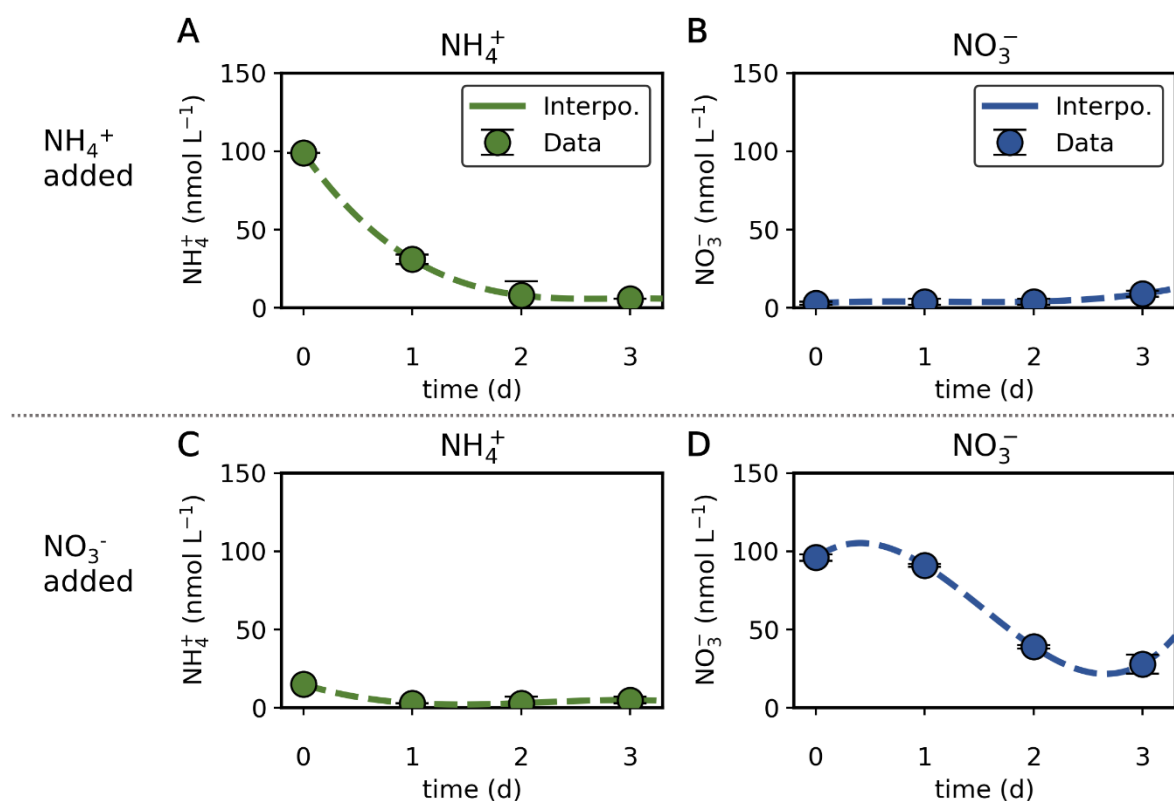 A
NH₄⁺
B
NO₃⁻
NH₄⁺
added
NH₄⁺ (nmol L⁻¹)
150
100
50
0
Interpo.
Data
0 1 2 3
time (d)
NO₃⁻ (nmol L⁻¹)
150
100
50
0
Interpo.
Data
0 1 2 3
time (d)
C
NH₄⁺
D
NO₃⁻
NO₃⁻
added
NH₄⁺ (nmol L⁻¹)
150
100
50
0
0 1 2 3
time (d)
NO₃⁻ (nmol L⁻¹)
150
100
50
0
0 1 2 3
time (d)